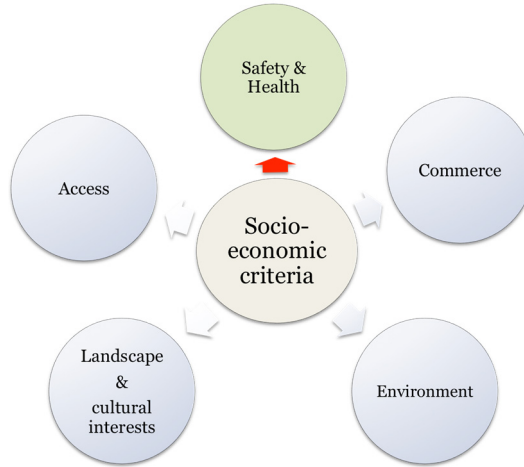 Safety &
Health
Access
Commerce
Socio-
economic
criteria
Landscape
&
cultural
interests
Environment